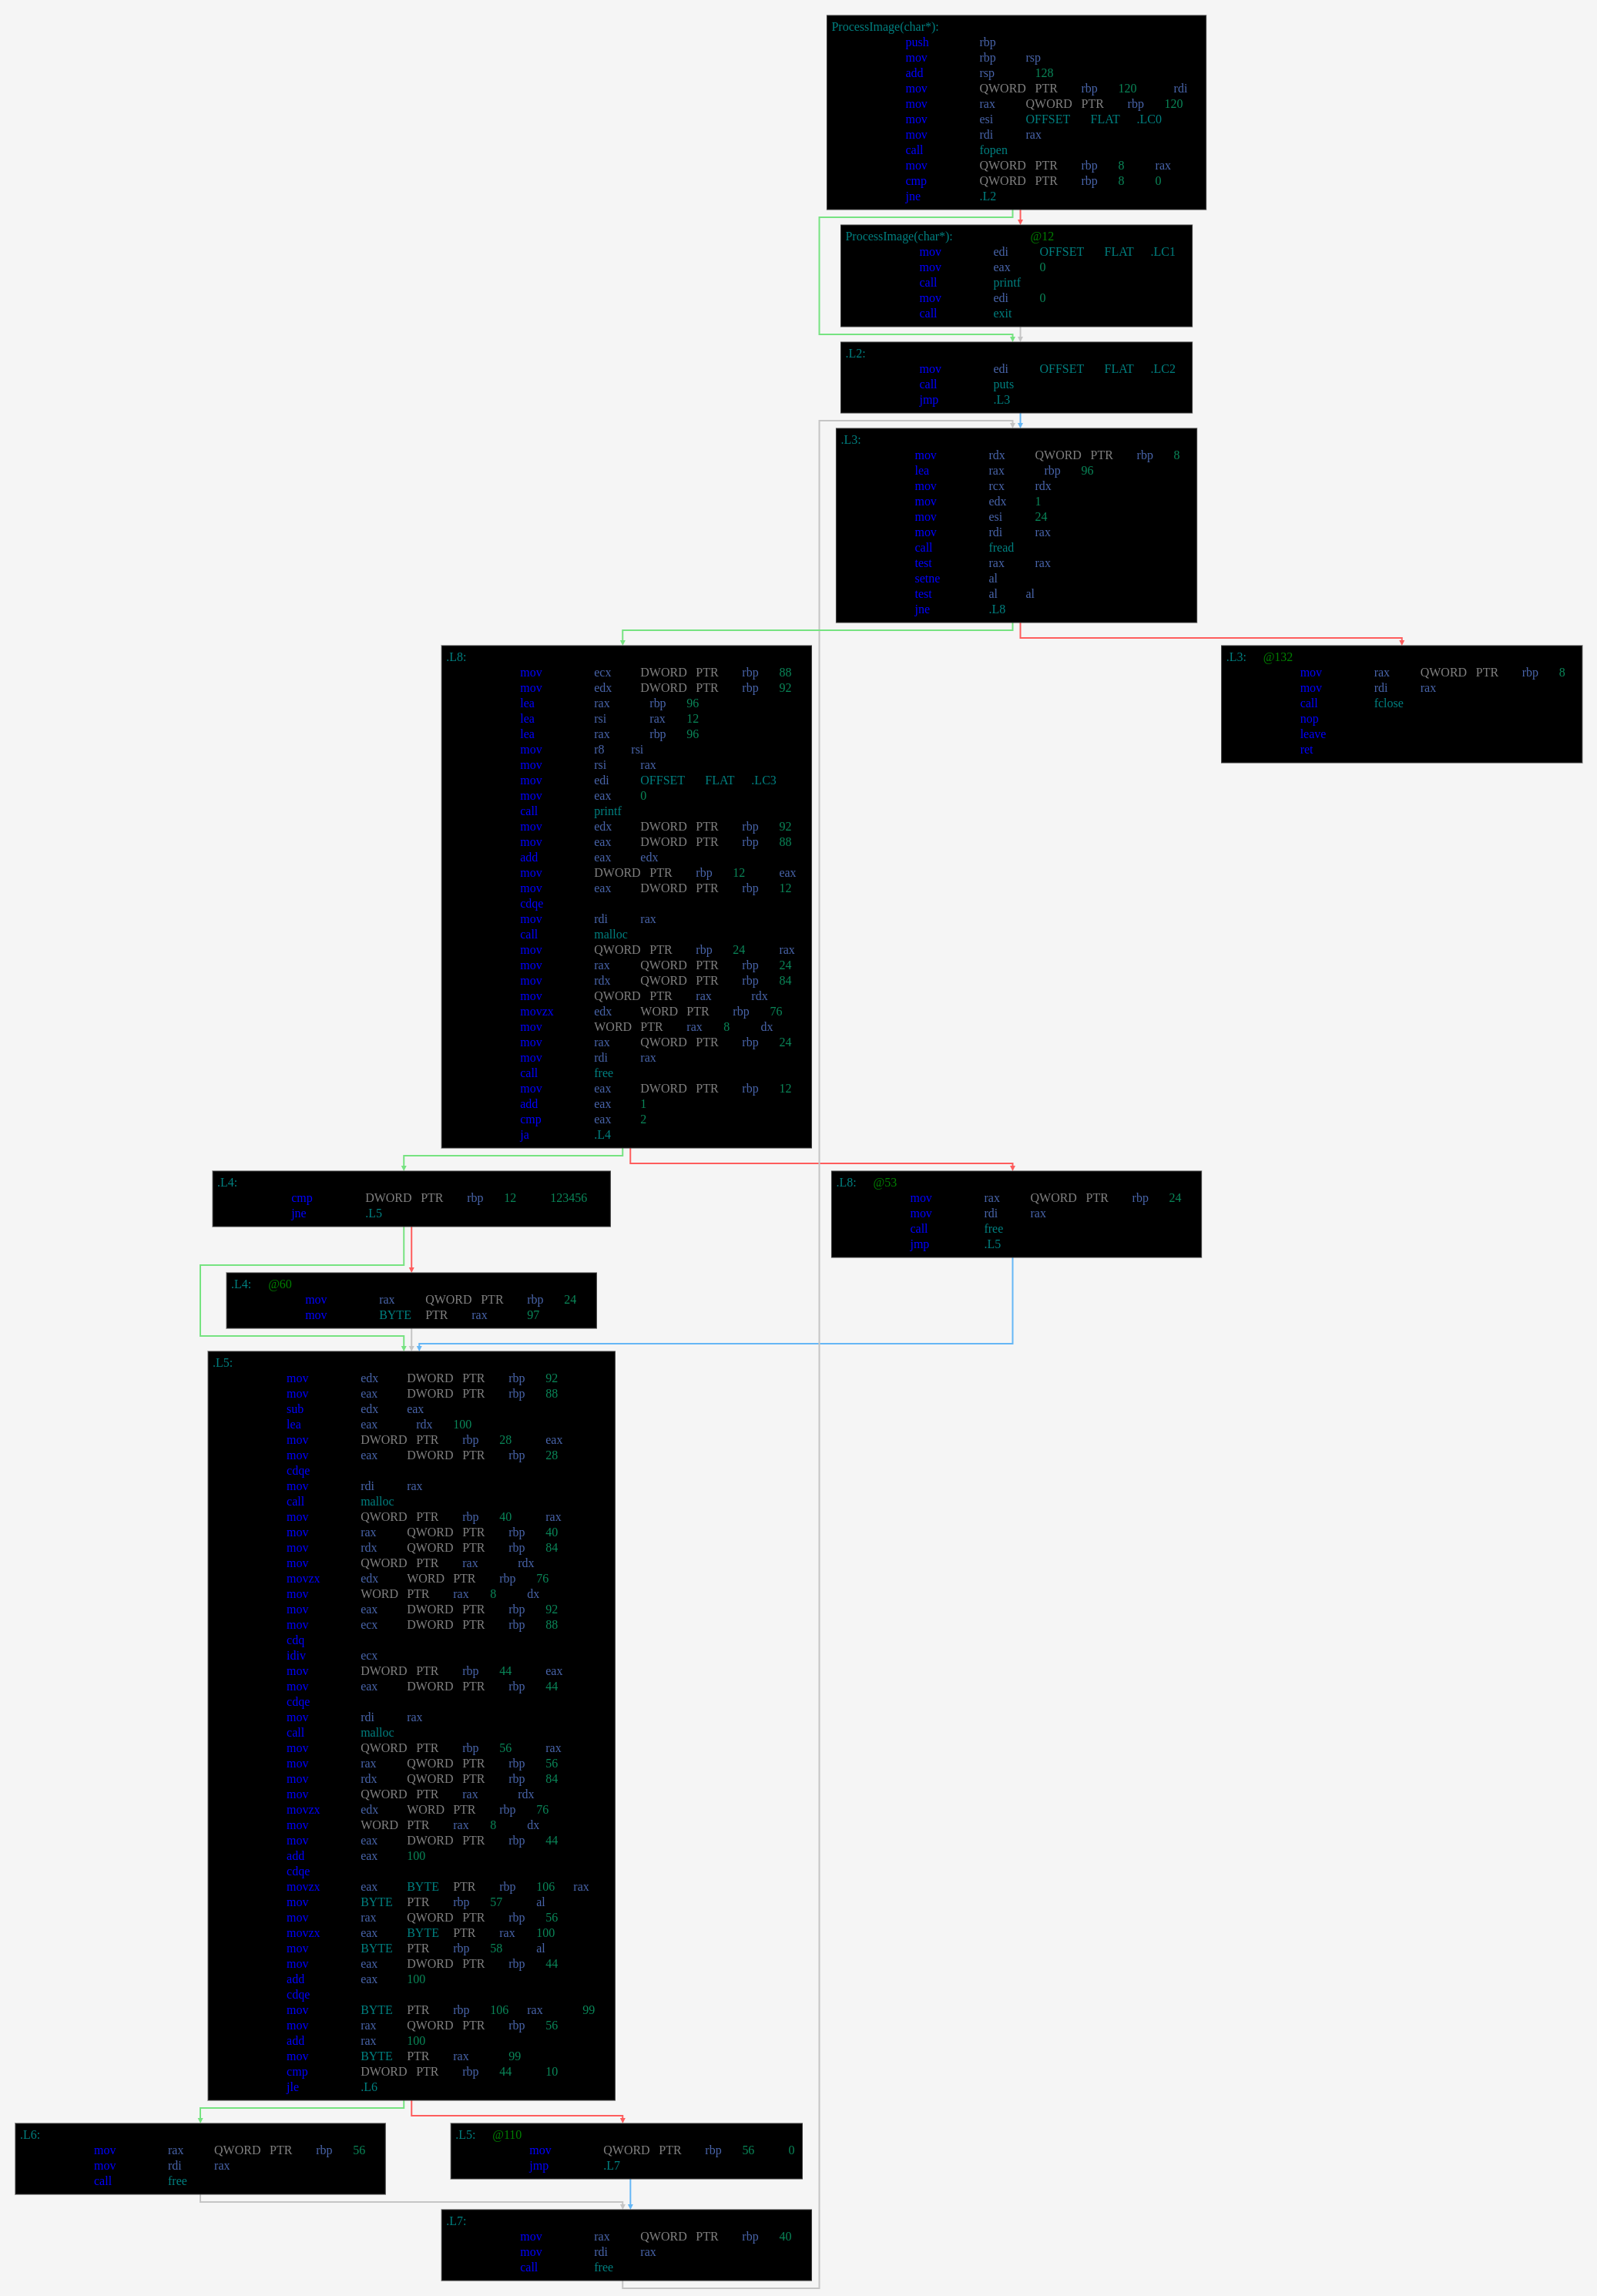 ProcessImage(char*):
push rbp
mov rbp rsp
add rsp 128
mov QWORD PTR rbp 120 rdi
mov rax QWORD PTR rbp 120
mov esi OFFSET FLAT .LC0
mov rdi rax
call fopen
mov QWORD PTR rbp 8 rax
cmp QWORD PTR rbp 8 0
jne .L2
ProcessImage(char*): @12
mov edi OFFSET FLAT .LC1
mov eax 0
call printf
mov edi 0
call exit
.L2:
mov edi OFFSET FLAT .LC2
call puts
jmp .L3
.L3:
mov rdx QWORD PTR rbp 8
lea rax rbp 96
mov rcx rdx
mov edx 1
mov esi 24
mov rdi rax
call fread
test rax rax
setne al
test al al
jne .L8
.L8:
mov ecx DWORD PTR rbp 88
mov edx DWORD PTR rbp 92
lea rax rbp 96
lea rsi rax 12
lea rax rbp 96
mov r8 rsi
mov rsi rax
mov edi OFFSET FLAT .LC3
mov eax 0
call printf
mov edx DWORD PTR rbp 92
mov eax DWORD PTR rbp 88
add eax edx
mov DWORD PTR rbp 12 eax
mov eax DWORD PTR rbp 12
cdqe
mov rdi rax
call malloc
mov QWORD PTR rbp 24 rax
mov rax QWORD PTR rbp 24
mov rdx QWORD PTR rbp 84
mov QWORD PTR rax rdx
movzx edx WORD PTR rbp 76
mov WORD PTR rax 8 dx
mov rax QWORD PTR rbp 24
mov rdi rax
call free
mov eax DWORD PTR rbp 12
add eax 1
cmp eax 2
ja .L4
.L3: @132
mov rax QWORD PTR rbp 8
mov rdi rax
call fclose
nop
leave
ret
.L4:
cmp DWORD PTR rbp 12 123456
jne .L5
.L8: @53
mov rax QWORD PTR rbp 24
mov rdi rax
call free
jmp .L5
.L4: @60
mov rax QWORD PTR rbp 24
mov BYTE PTR rax 97
.L5:
mov edx DWORD PTR rbp 92
mov eax DWORD PTR rbp 88
sub edx eax
lea eax rdx 100
mov DWORD PTR rbp 28 eax
mov eax DWORD PTR rbp 28
cdqe
mov rdi rax
call malloc
mov QWORD PTR rbp 40 rax
mov rax QWORD PTR rbp 40
mov rdx QWORD PTR rbp 84
mov QWORD PTR rax rdx
movzx edx WORD PTR rbp 76
mov WORD PTR rax 8 dx
mov eax DWORD PTR rbp 92
mov ecx DWORD PTR rbp 88
cdq
idiv ecx
mov DWORD PTR rbp 44 eax
mov eax DWORD PTR rbp 44
cdqe
mov rdi rax
call malloc
mov QWORD PTR rbp 56 rax
mov rax QWORD PTR rbp 56
mov rdx QWORD PTR rbp 84
mov QWORD PTR rax rdx
movzx edx WORD PTR rbp 76
mov WORD PTR rax 8 dx
mov eax DWORD PTR rbp 44
add eax 100
cdqe
movzx eax BYTE PTR rbp 106 rax
mov BYTE PTR rbp 57 al
mov rax QWORD PTR rbp 56
movzx eax BYTE PTR rax 100
mov BYTE PTR rbp 58 al
mov eax DWORD PTR rbp 44
add eax 100
cdqe
mov BYTE PTR rbp 106 rax 99
mov rax QWORD PTR rbp 56
add rax 100
mov BYTE PTR rax 99
cmp DWORD PTR rbp 44 10
jle .L6
.L6:
mov rax QWORD PTR rbp 56
mov rdi rax
call free
.L5: @110
mov QWORD PTR rbp 56 0
jmp .L7
.L7:
mov rax QWORD PTR rbp 40
mov rdi rax
call free